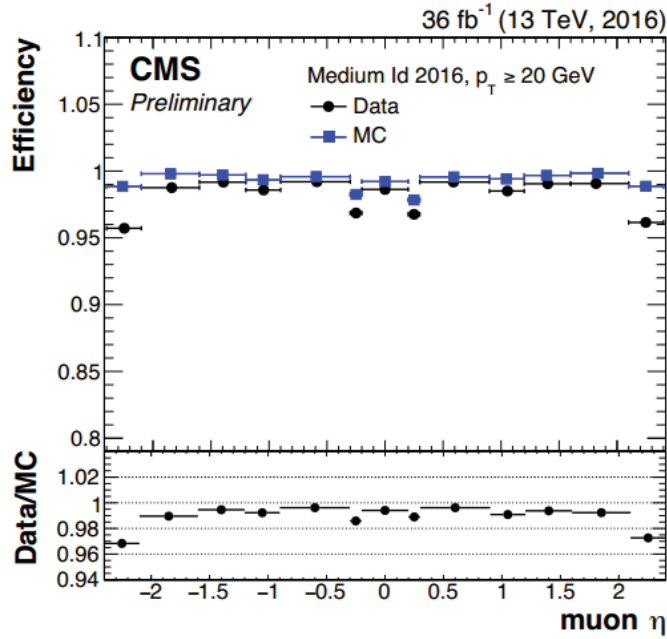 36 fb⁻¹ (13 TeV, 2016)
Efficiency
CMS
Preliminary
Medium Id 2016, p_T ≥ 20 GeV
Data
MC
1.1
1.05
1
0.95
0.9
0.85
0.8
Data/MC
1.02
1
0.98
0.96
0.94
−2 −1.5 −1 −0.5 0 0.5 1 1.5 2
muon η